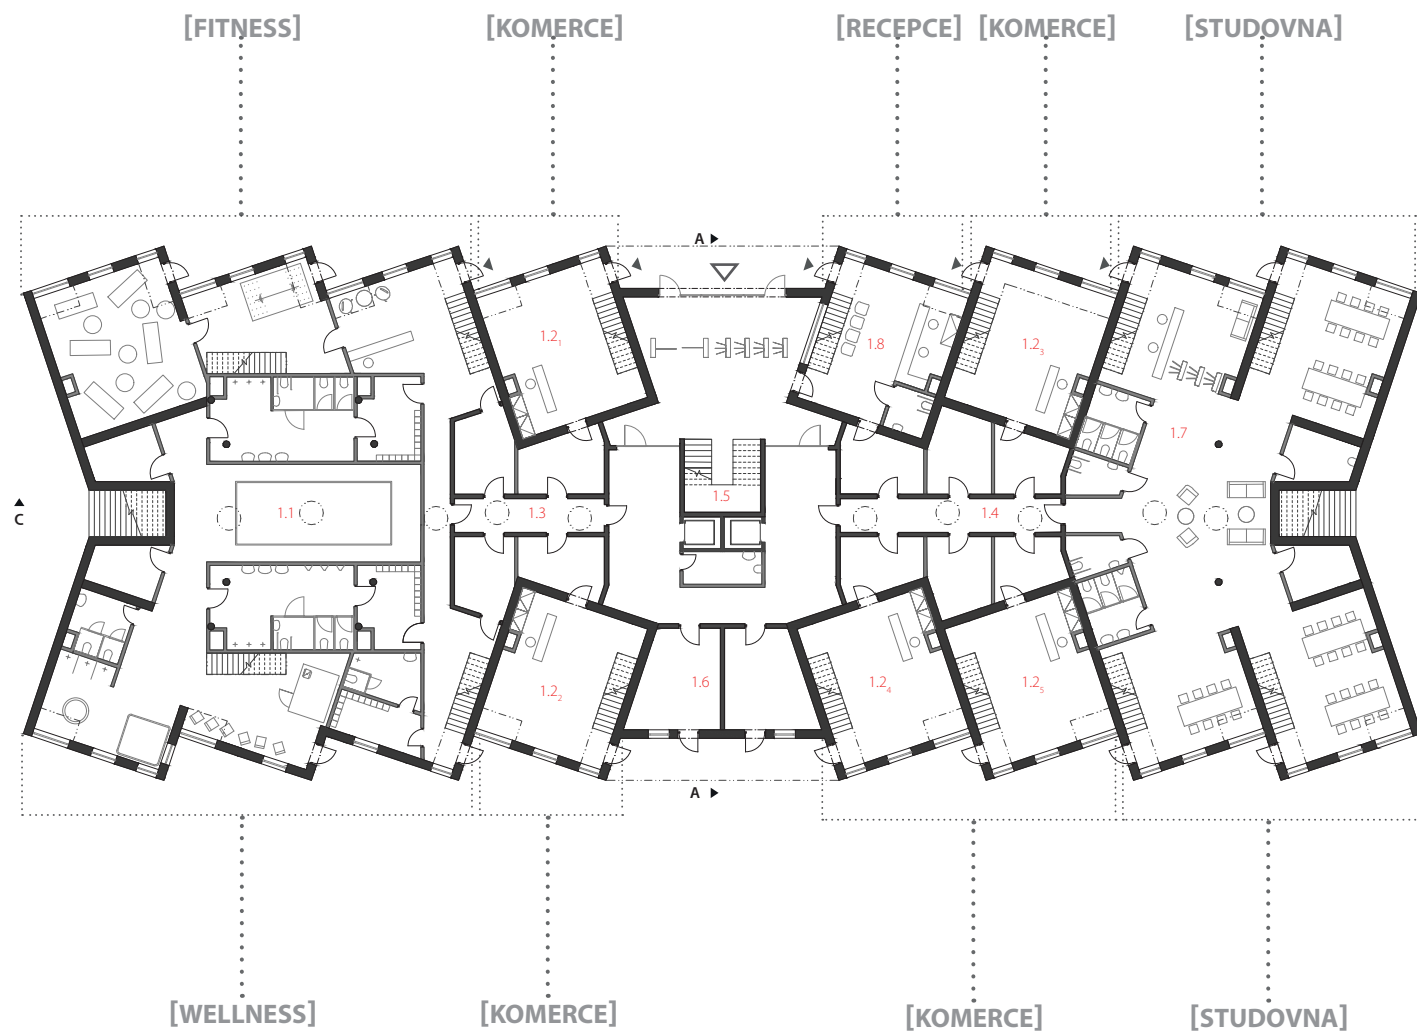 [FITNESS]
[KOMERCE]
[RECEPCE]
[KOMERCE]
[STUDOVNA]
A
1.2₁
1.8
1.2₃
1.7
1.5
C
1.1
1.3
1.4
1.2₂
1.6
1.2₄
1.2₅
A
[WELLNESS]
[KOMERCE]
[KOMERCE]
[STUDOVNA]